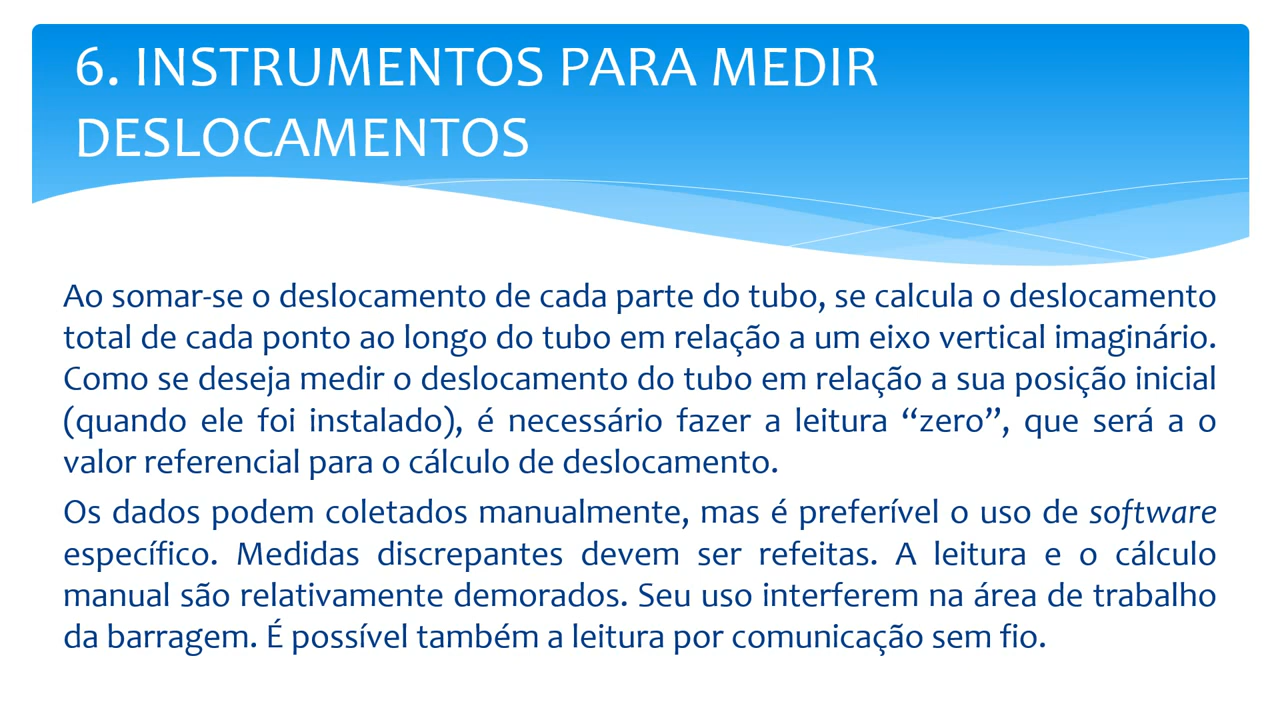 6. INSTRUMENTOS PARA MEDIR
DESLOCAMENTOS
Ao somar-se o deslocamento de cada parte do tubo, se calcula o deslocamento
total de cada ponto ao longo do tubo em relação a um eixo vertical imaginário.
Como se deseja medir o deslocamento do tubo em relação a sua posição inicial
(quando ele foi instalado), é necessário fazer a leitura “zero”, que será a o
valor referencial para o cálculo de deslocamento.
Os dados podem coletados manualmente, mas é preferível o uso de software
específico. Medidas discrepantes devem ser refeitas. A leitura e o cálculo
manual são relativamente demorados. Seu uso interferem na área de trabalho
da barragem. É possível também a leitura por comunicação sem fio.